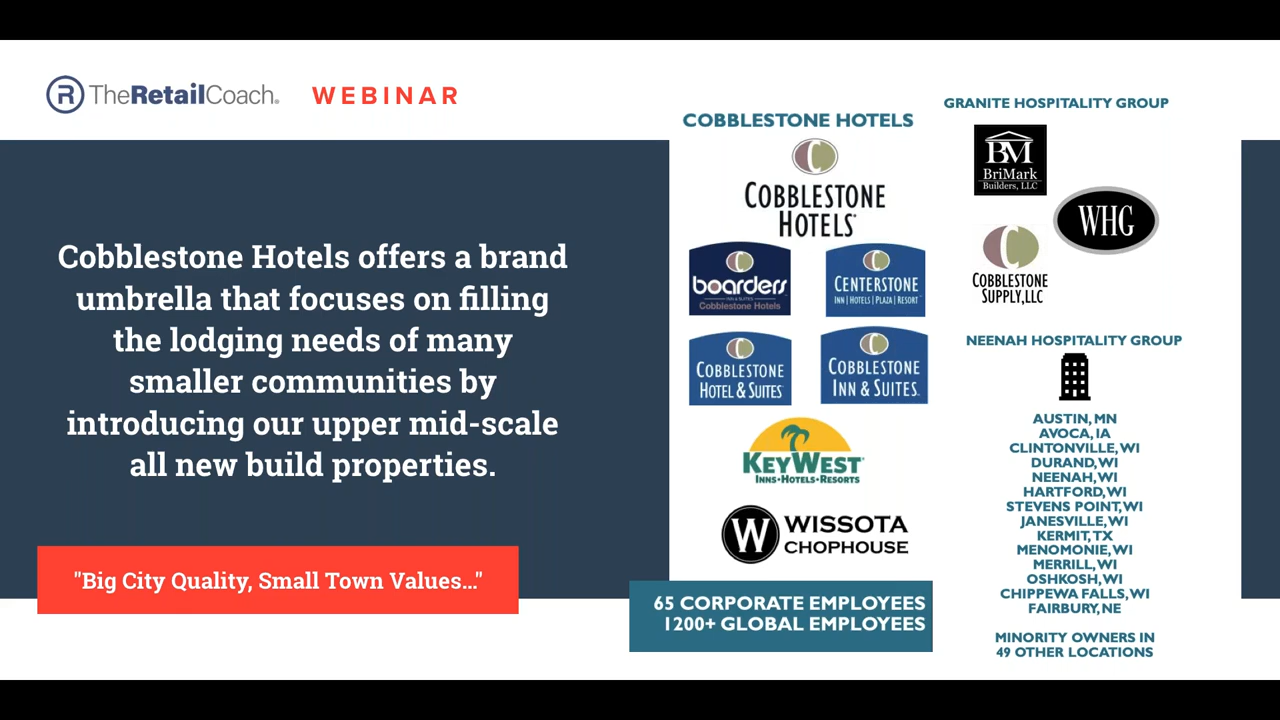 TheRetailCoach.
WEBINAR
Cobblestone Hotels offers a brand
umbrella that focuses on filling
the lodging needs of many
smaller communities by
introducing our upper mid-scale
all new build properties.
"Big City Quality, Small Town Values..."
COBBLESTONE HOTELS
COBBLESTONE
HOTELS
boarders
INN & SUITES
Cobblestone Hotels
CENTERSTONE
INN | HOTELS | PLAZA | RESORT
COBBLESTONE
HOTEL & SUITES
COBBLESTONE
INN & SUITES
KEYWEST
INNS • HOTELS • RESORTS
W
WISSOTA
CHOPHOUSE
65 CORPORATE EMPLOYEES
1200+ GLOBAL EMPLOYEES
GRANITE HOSPITALITY GROUP
BM
BriMark
Builders, LLC
WHG
COBBLESTONE
SUPPLY, LLC
NEENAH HOSPITALITY GROUP
AUSTIN, MN
AVOCA, IA
CLINTONVILLE, WI
DURAND, WI
NEENAH, WI
HARTFORD, WI
STEVENS POINT, WI
JANESVILLE, WI
KERMIT, TX
MENOMONIE, WI
MERRILL, WI
OSHKOSH, WI
CHIPPEWA FALLS, WI
FAIRBURY, NE
MINORITY OWNERS IN
49 OTHER LOCATIONS